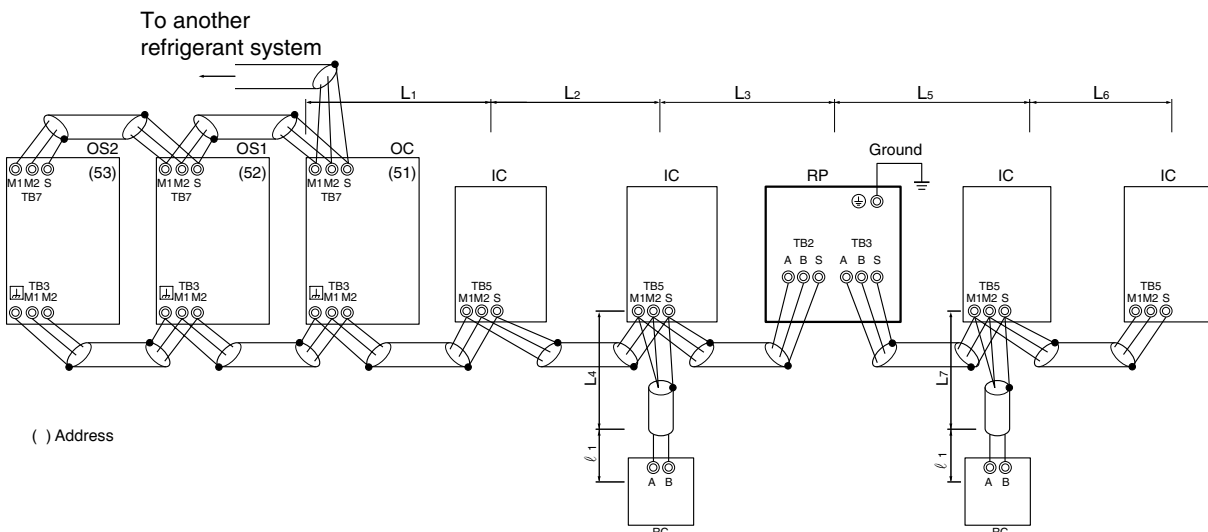 To another
refrigerant system
L1 L2 L3 L5 L6
OS2 OS1 OC Ground
(53) (52) (51)
M1 M2 S M1 M2 S M1 M2 S
TB7 TB7 TB7
IC IC RP IC IC
TB2 TB3
A B S A B S
TB3 TB3 TB3
M1 M2 M1 M2 M1 M2
TB5 TB5 TB5 TB5
M1 M2 S M1 M2 S M1 M2 S M1 M2 S
L4 L7
( ) Address
ℓ1 ℓ1
A B A B
RC RC